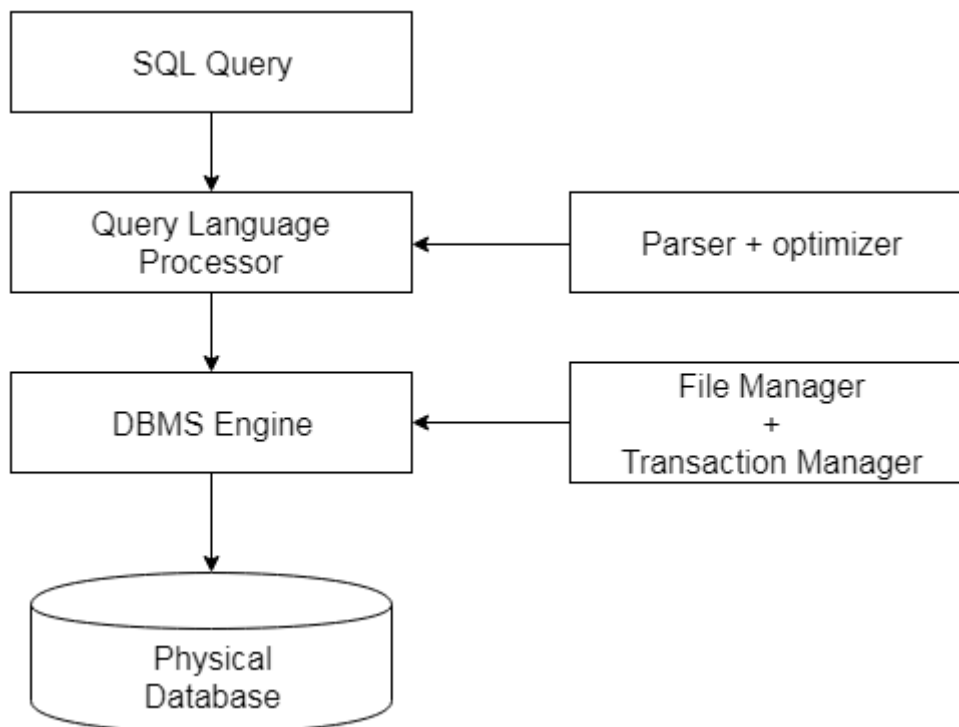 SQL Query
Query Language
Processor
Parser + optimizer
DBMS Engine
File Manager
+
Transaction Manager
Physical
Database